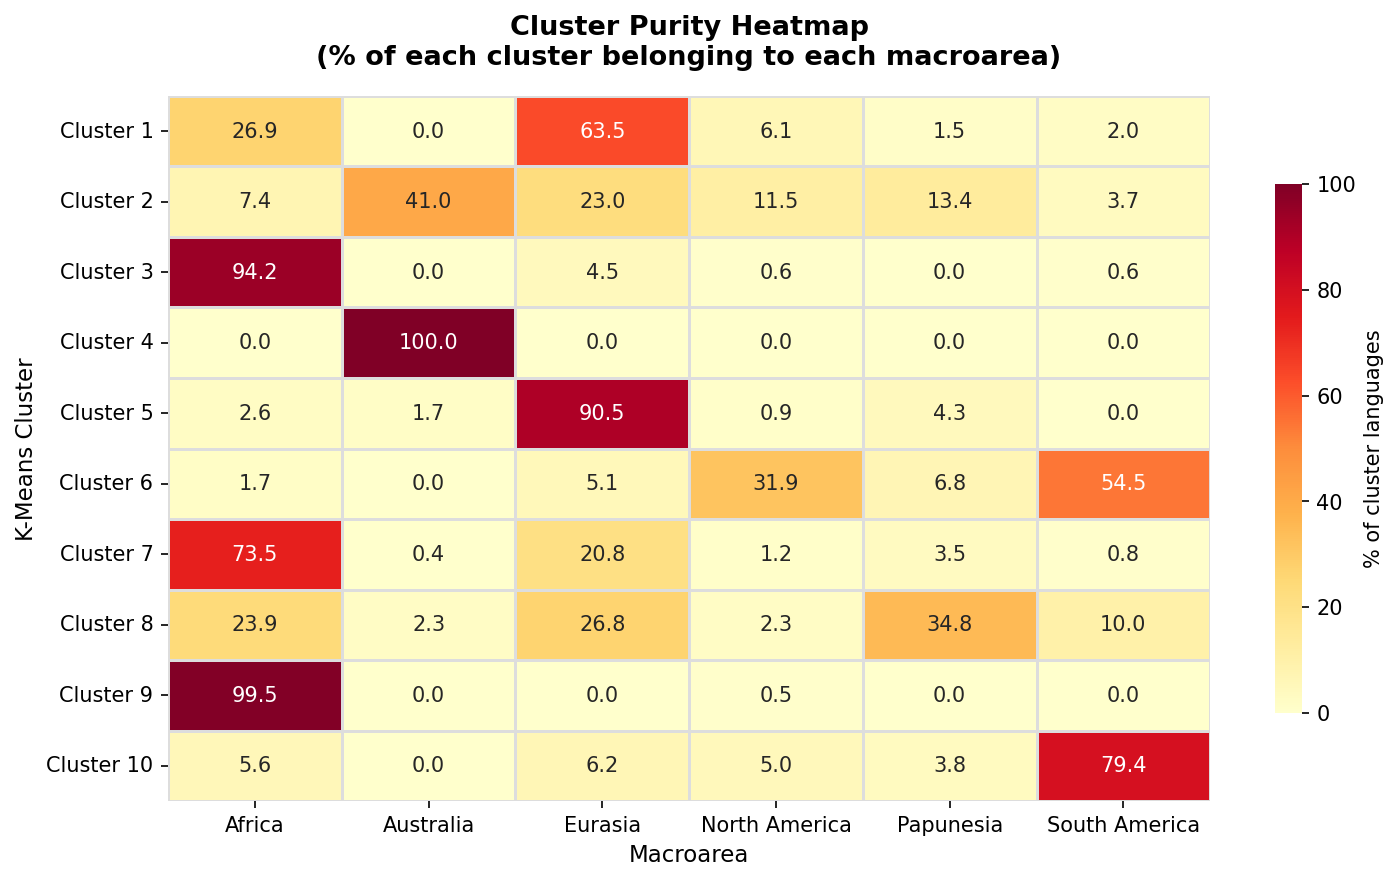 Cluster Purity Heatmap
(% of each cluster belonging to each macroarea)
K-Means Cluster
Cluster 1 26.9 0.0 63.5 6.1 1.5 2.0
Cluster 2 7.4 41.0 23.0 11.5 13.4 3.7
Cluster 3 94.2 0.0 4.5 0.6 0.0 0.6
Cluster 4 0.0 100.0 0.0 0.0 0.0 0.0
Cluster 5 2.6 1.7 90.5 0.9 4.3 0.0
Cluster 6 1.7 0.0 5.1 31.9 6.8 54.5
Cluster 7 73.5 0.4 20.8 1.2 3.5 0.8
Cluster 8 23.9 2.3 26.8 2.3 34.8 10.0
Cluster 9 99.5 0.0 0.0 0.5 0.0 0.0
Cluster 10 5.6 0.0 6.2 5.0 3.8 79.4
Africa Australia Eurasia North America Papunesia South America
Macroarea
100
80
60
40
20
0
% of cluster languages